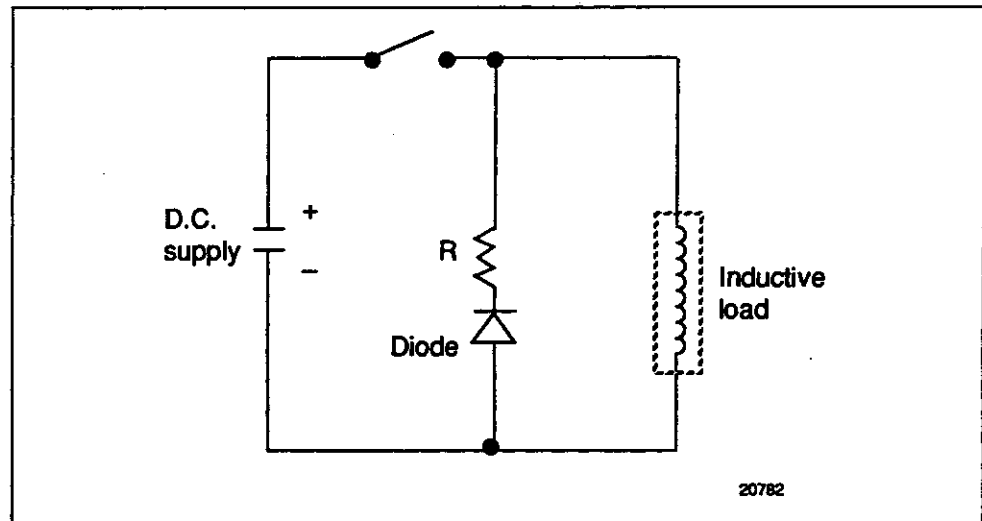 D.C.
supply
+
−
R
Diode
Inductive
load
20782